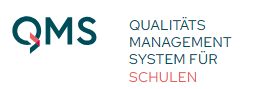 QMS
QUALITÄTS
MANAGEMENT
SYSTEM FÜR
SCHULEN